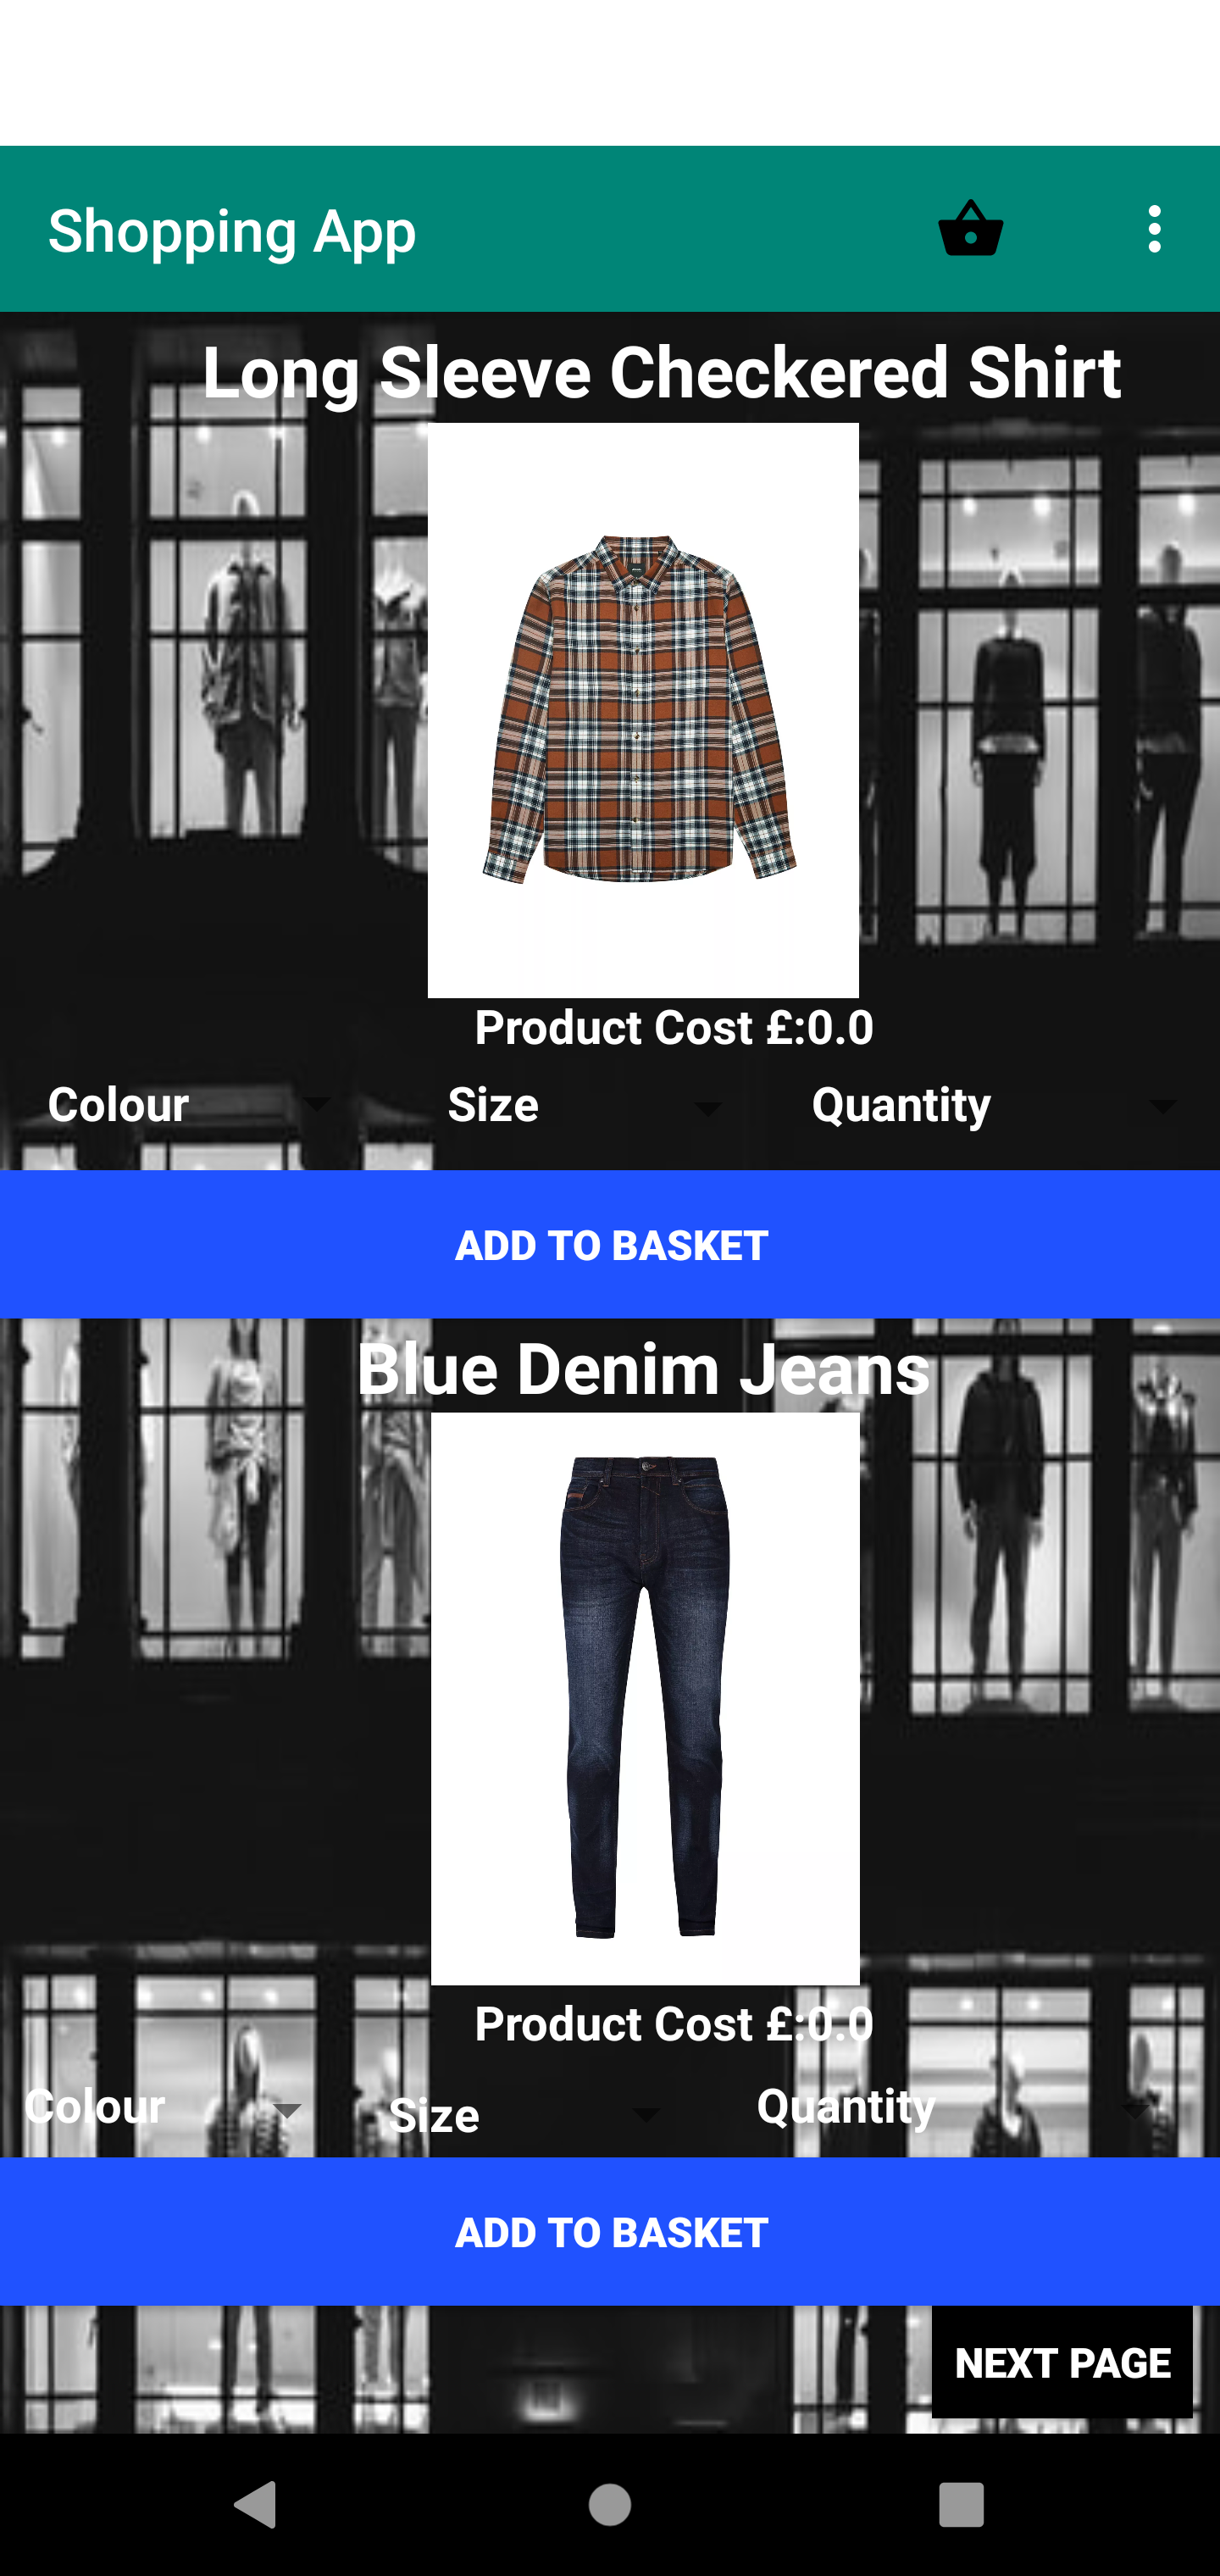 Shopping App
Long Sleeve Checkered Shirt
Product Cost £:0.0
Colour Size Quantity
ADD TO BASKET
Blue Denim Jeans
Product Cost £:0.0
Colour Size Quantity
ADD TO BASKET
NEXT PAGE